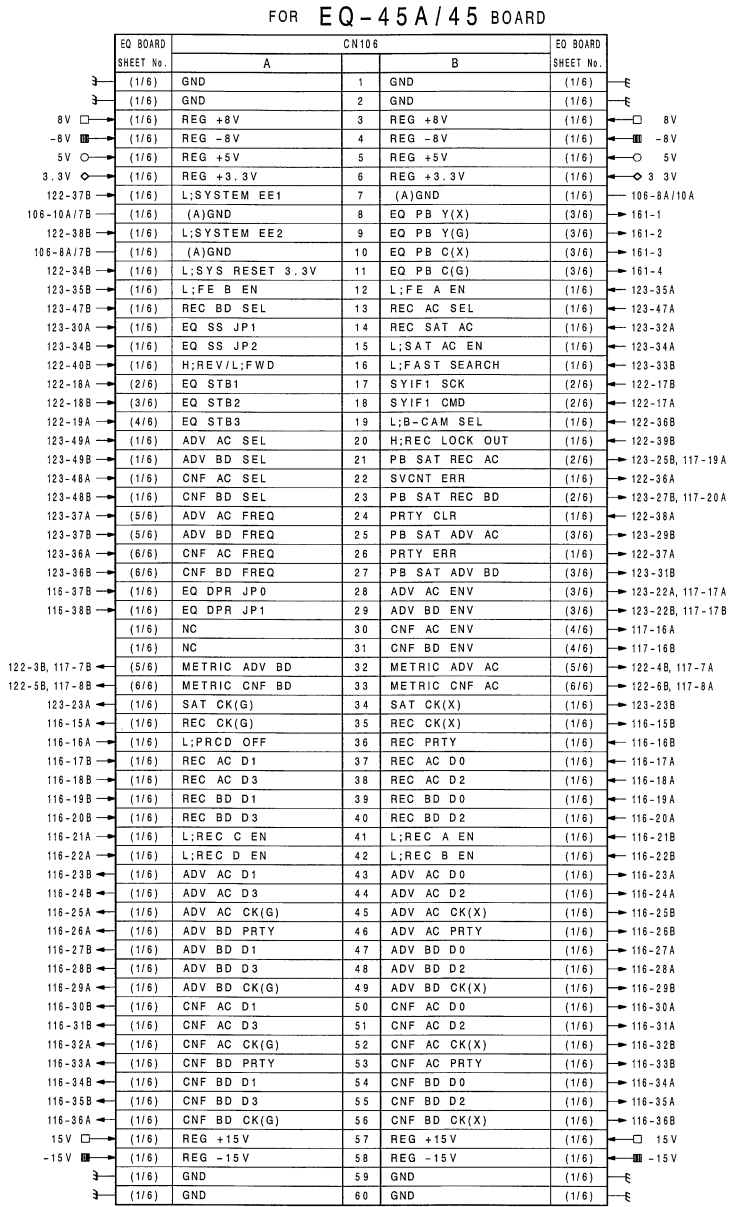 FOR EQ-45A/45 BOARD
EQ BOARD CN106 EQ BOARD
SHEET No. A B SHEET No.
(1/6) GND 1 GND (1/6)
(1/6) GND 2 GND (1/6)
8V (1/6) REG +8V 3 REG +8V (1/6) 8V
-8V (1/6) REG -8V 4 REG -8V (1/6) -8V
5V (1/6) REG +5V 5 REG +5V (1/6) 5V
3.3V (1/6) REG +3.3V 6 REG +3.3V (1/6) 3 3V
122-37B (1/6) L;SYSTEM EE1 7 (A)GND (1/6) 106-8A/10A
106-10A/7B (1/6) (A)GND 8 EQ PB Y(X) (3/6) 161-1
122-38B (1/6) L;SYSTEM EE2 9 EQ PB Y(G) (3/6) 161-2
106-8A/7B (1/6) (A)GND 10 EQ PB C(X) (3/6) 161-3
122-34B (1/6) L;SYS RESET 3.3V 11 EQ PB C(G) (3/6) 161-4
123-35B (1/6) L;FE B EN 12 L;FE A EN (1/6) 123-35A
123-47B (1/6) REC BD SEL 13 REC AC SEL (1/6) 123-47A
123-30A (1/6) EQ SS JP1 14 REC SAT AC (1/6) 123-32A
123-34B (1/6) EQ SS JP2 15 L;SAT AC EN (1/6) 123-34A
122-40B (1/6) H;REV/L;FWD 16 L;FAST SEARCH (1/6) 123-33B
122-18A (2/6) EQ STB1 17 SYIF1 SCK (2/6) 122-17B
122-18B (3/6) EQ STB2 18 SYIF1 CMD (2/6) 122-17A
122-19A (4/6) EQ STB3 19 L;B-CAM SEL (1/6) 122-36B
123-49A (1/6) ADV AC SEL 20 H;REC LOCK OUT (1/6) 122-39B
123-49B (1/6) ADV BD SEL 21 PB SAT REC AC (2/6) 123-25B, 117-19A
123-48A (1/6) CNF AC SEL 22 SVCNT ERR (1/6) 122-36A
123-48B (1/6) CNF BD SEL 23 PB SAT REC BD (2/6) 123-27B, 117-20A
123-37A (5/6) ADV AC FREQ 24 PRTY CLR (1/6) 122-38A
123-37B (5/6) ADV BD FREQ 25 PB SAT ADV AC (3/6) 123-29B
123-36A (6/6) CNF AC FREQ 26 PRTY ERR (1/6) 122-37A
123-36B (6/6) CNF BD FREQ 27 PB SAT ADV BD (3/6) 123-31B
116-37B (1/6) EQ DPR JP0 28 ADV AC ENV (3/6) 123-22A, 117-17A
116-38B (1/6) EQ DPR JP1 29 ADV BD ENV (3/6) 123-22B, 117-17B
(1/6) NC 30 CNF AC ENV (4/6) 117-16A
(1/6) NC 31 CNF BD ENV (4/6) 117-16B
122-3B, 117-7B (5/6) METRIC ADV BD 32 METRIC ADV AC (5/6) 122-4B, 117-7A
122-5B, 117-8B (6/6) METRIC CNF BD 33 METRIC CNF AC (6/6) 122-6B, 117-8A
123-23A (1/6) SAT CK(G) 34 SAT CK(X) (1/6) 123-23B
116-15A (1/6) REC CK(G) 35 REC CK(X) (1/6) 116-15B
116-16A (1/6) L;PRCD OFF 36 REC PRTY (1/6) 116-16B
116-17B (1/6) REC AC D1 37 REC AC D0 (1/6) 116-17A
116-18B (1/6) REC AC D3 38 REC AC D2 (1/6) 116-18A
116-19B (1/6) REC BD D1 39 REC BD D0 (1/6) 116-19A
116-20B (1/6) REC BD D3 40 REC BD D2 (1/6) 116-20A
116-21A (1/6) L;REC C EN 41 L;REC A EN (1/6) 116-21B
116-22A (1/6) L;REC D EN 42 L;REC B EN (1/6) 116-22B
116-23B (1/6) ADV AC D1 43 ADV AC D0 (1/6) 116-23A
116-24B (1/6) ADV AC D3 44 ADV AC D2 (1/6) 116-24A
116-25A (1/6) ADV AC CK(G) 45 ADV AC CK(X) (1/6) 116-25B
116-26A (1/6) ADV BD PRTY 46 ADV AC PRTY (1/6) 116-26B
116-27B (1/6) ADV BD D1 47 ADV BD D0 (1/6) 116-27A
116-28B (1/6) ADV BD D3 48 ADV BD D2 (1/6) 116-28A
116-29A (1/6) ADV BD CK(G) 49 ADV BD CK(X) (1/6) 116-29B
116-30B (1/6) CNF AC D1 50 CNF AC D0 (1/6) 116-30A
116-31B (1/6) CNF AC D3 51 CNF AC D2 (1/6) 116-31A
116-32A (1/6) CNF AC CK(G) 52 CNF AC CK(X) (1/6) 116-32B
116-33A (1/6) CNF BD PRTY 53 CNF AC PRTY (1/6) 116-33B
116-34B (1/6) CNF BD D1 54 CNF BD D0 (1/6) 116-34A
116-35B (1/6) CNF BD D3 55 CNF BD D2 (1/6) 116-35A
116-36A (1/6) CNF BD CK(G) 56 CNF BD CK(X) (1/6) 116-36B
15V (1/6) REG +15V 57 REG +15V (1/6) 15V
-15V (1/6) REG -15V 58 REG -15V (1/6) -15V
(1/6) GND 59 GND (1/6)
(1/6) GND 60 GND (1/6)